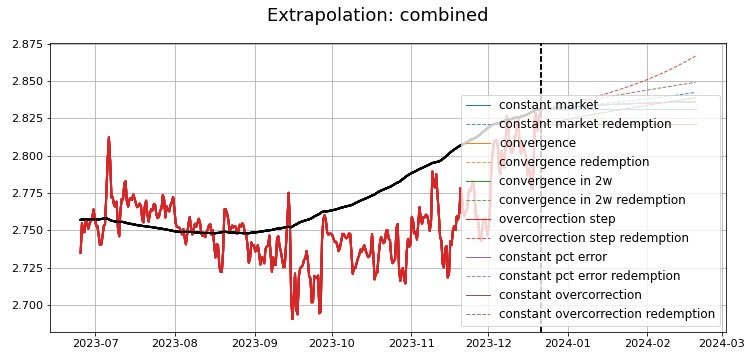 Extrapolation: combined
2.875
2.850
2.825
2.800
2.775
2.750
2.725
2.700
constant market
constant market redemption
convergence
convergence redemption
convergence in 2w
convergence in 2w redemption
overcorrection step
overcorrection step redemption
constant pct error
constant pct error redemption
constant overcorrection
constant overcorrection redemption
2023-07 2023-08 2023-09 2023-10 2023-11 2023-12 2024-01 2024-02 2024-03